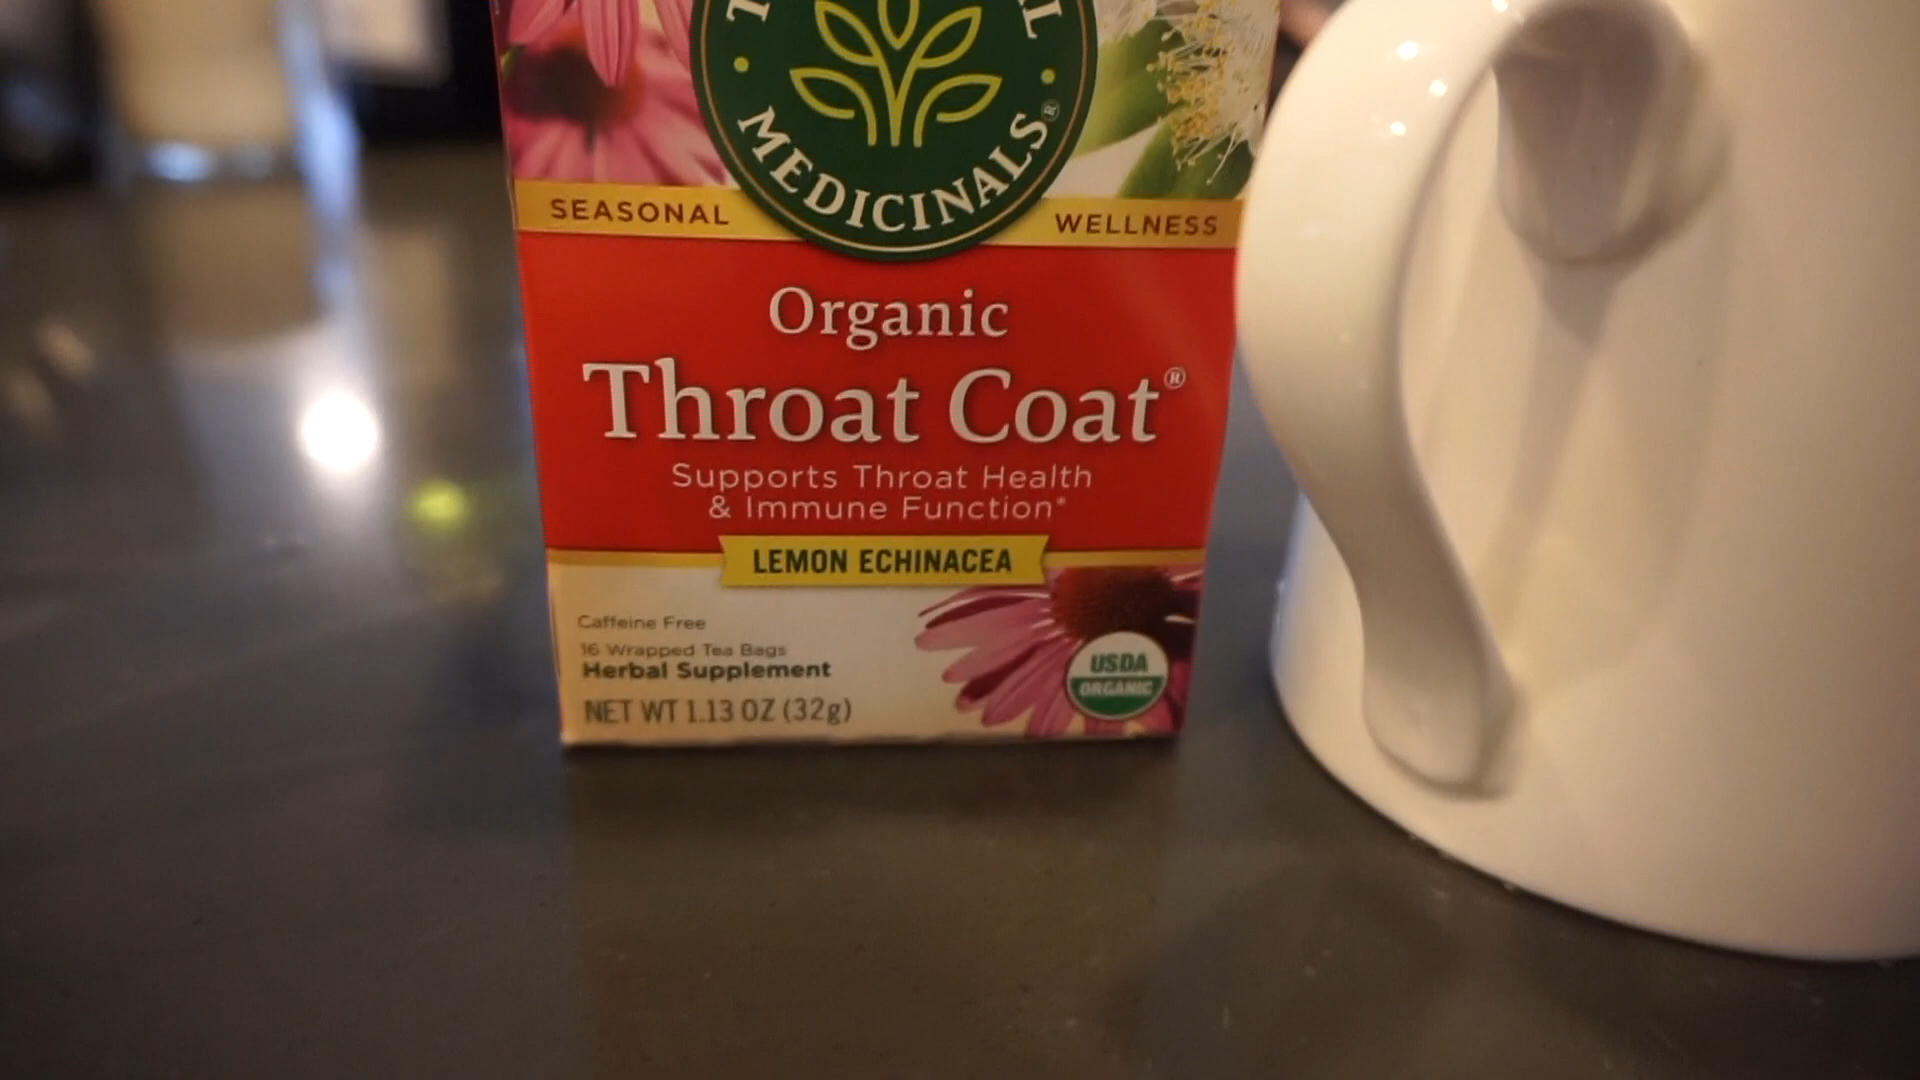 MEDICINALS®
SEASONAL
WELLNESS
Organic
Throat Coat®
Supports Throat Health
& Immune Function*
LEMON ECHINACEA
Caffeine Free
16 Wrapped Tea Bags
Herbal Supplement
NET WT 1.13 OZ (32g)
USDA
ORGANIC